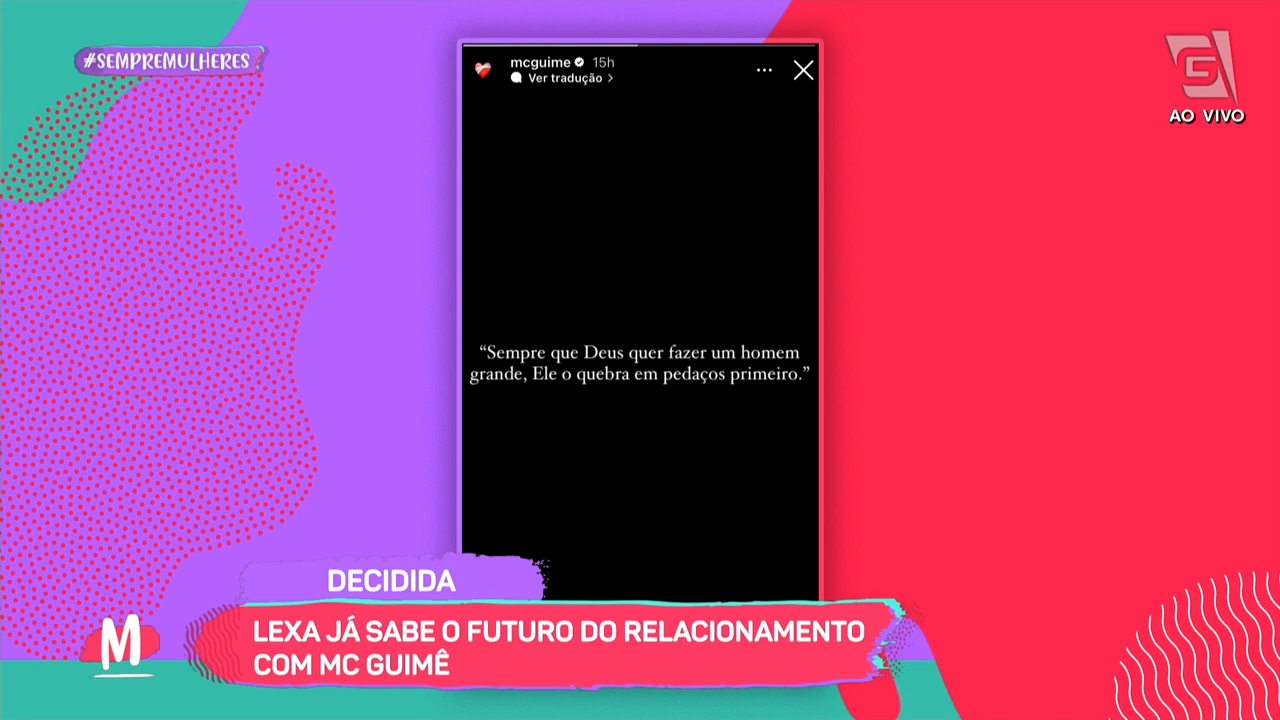 #SEMPREMULHERES
mcguime 15h
Ver tradução >
G
AO VIVO
“Sempre que Deus quer fazer um homem
grande, Ele o quebra em pedaços primeiro.”
DECIDIDA
LEXA JÁ SABE O FUTURO DO RELACIONAMENTO
COM MC GUIMÊ
M